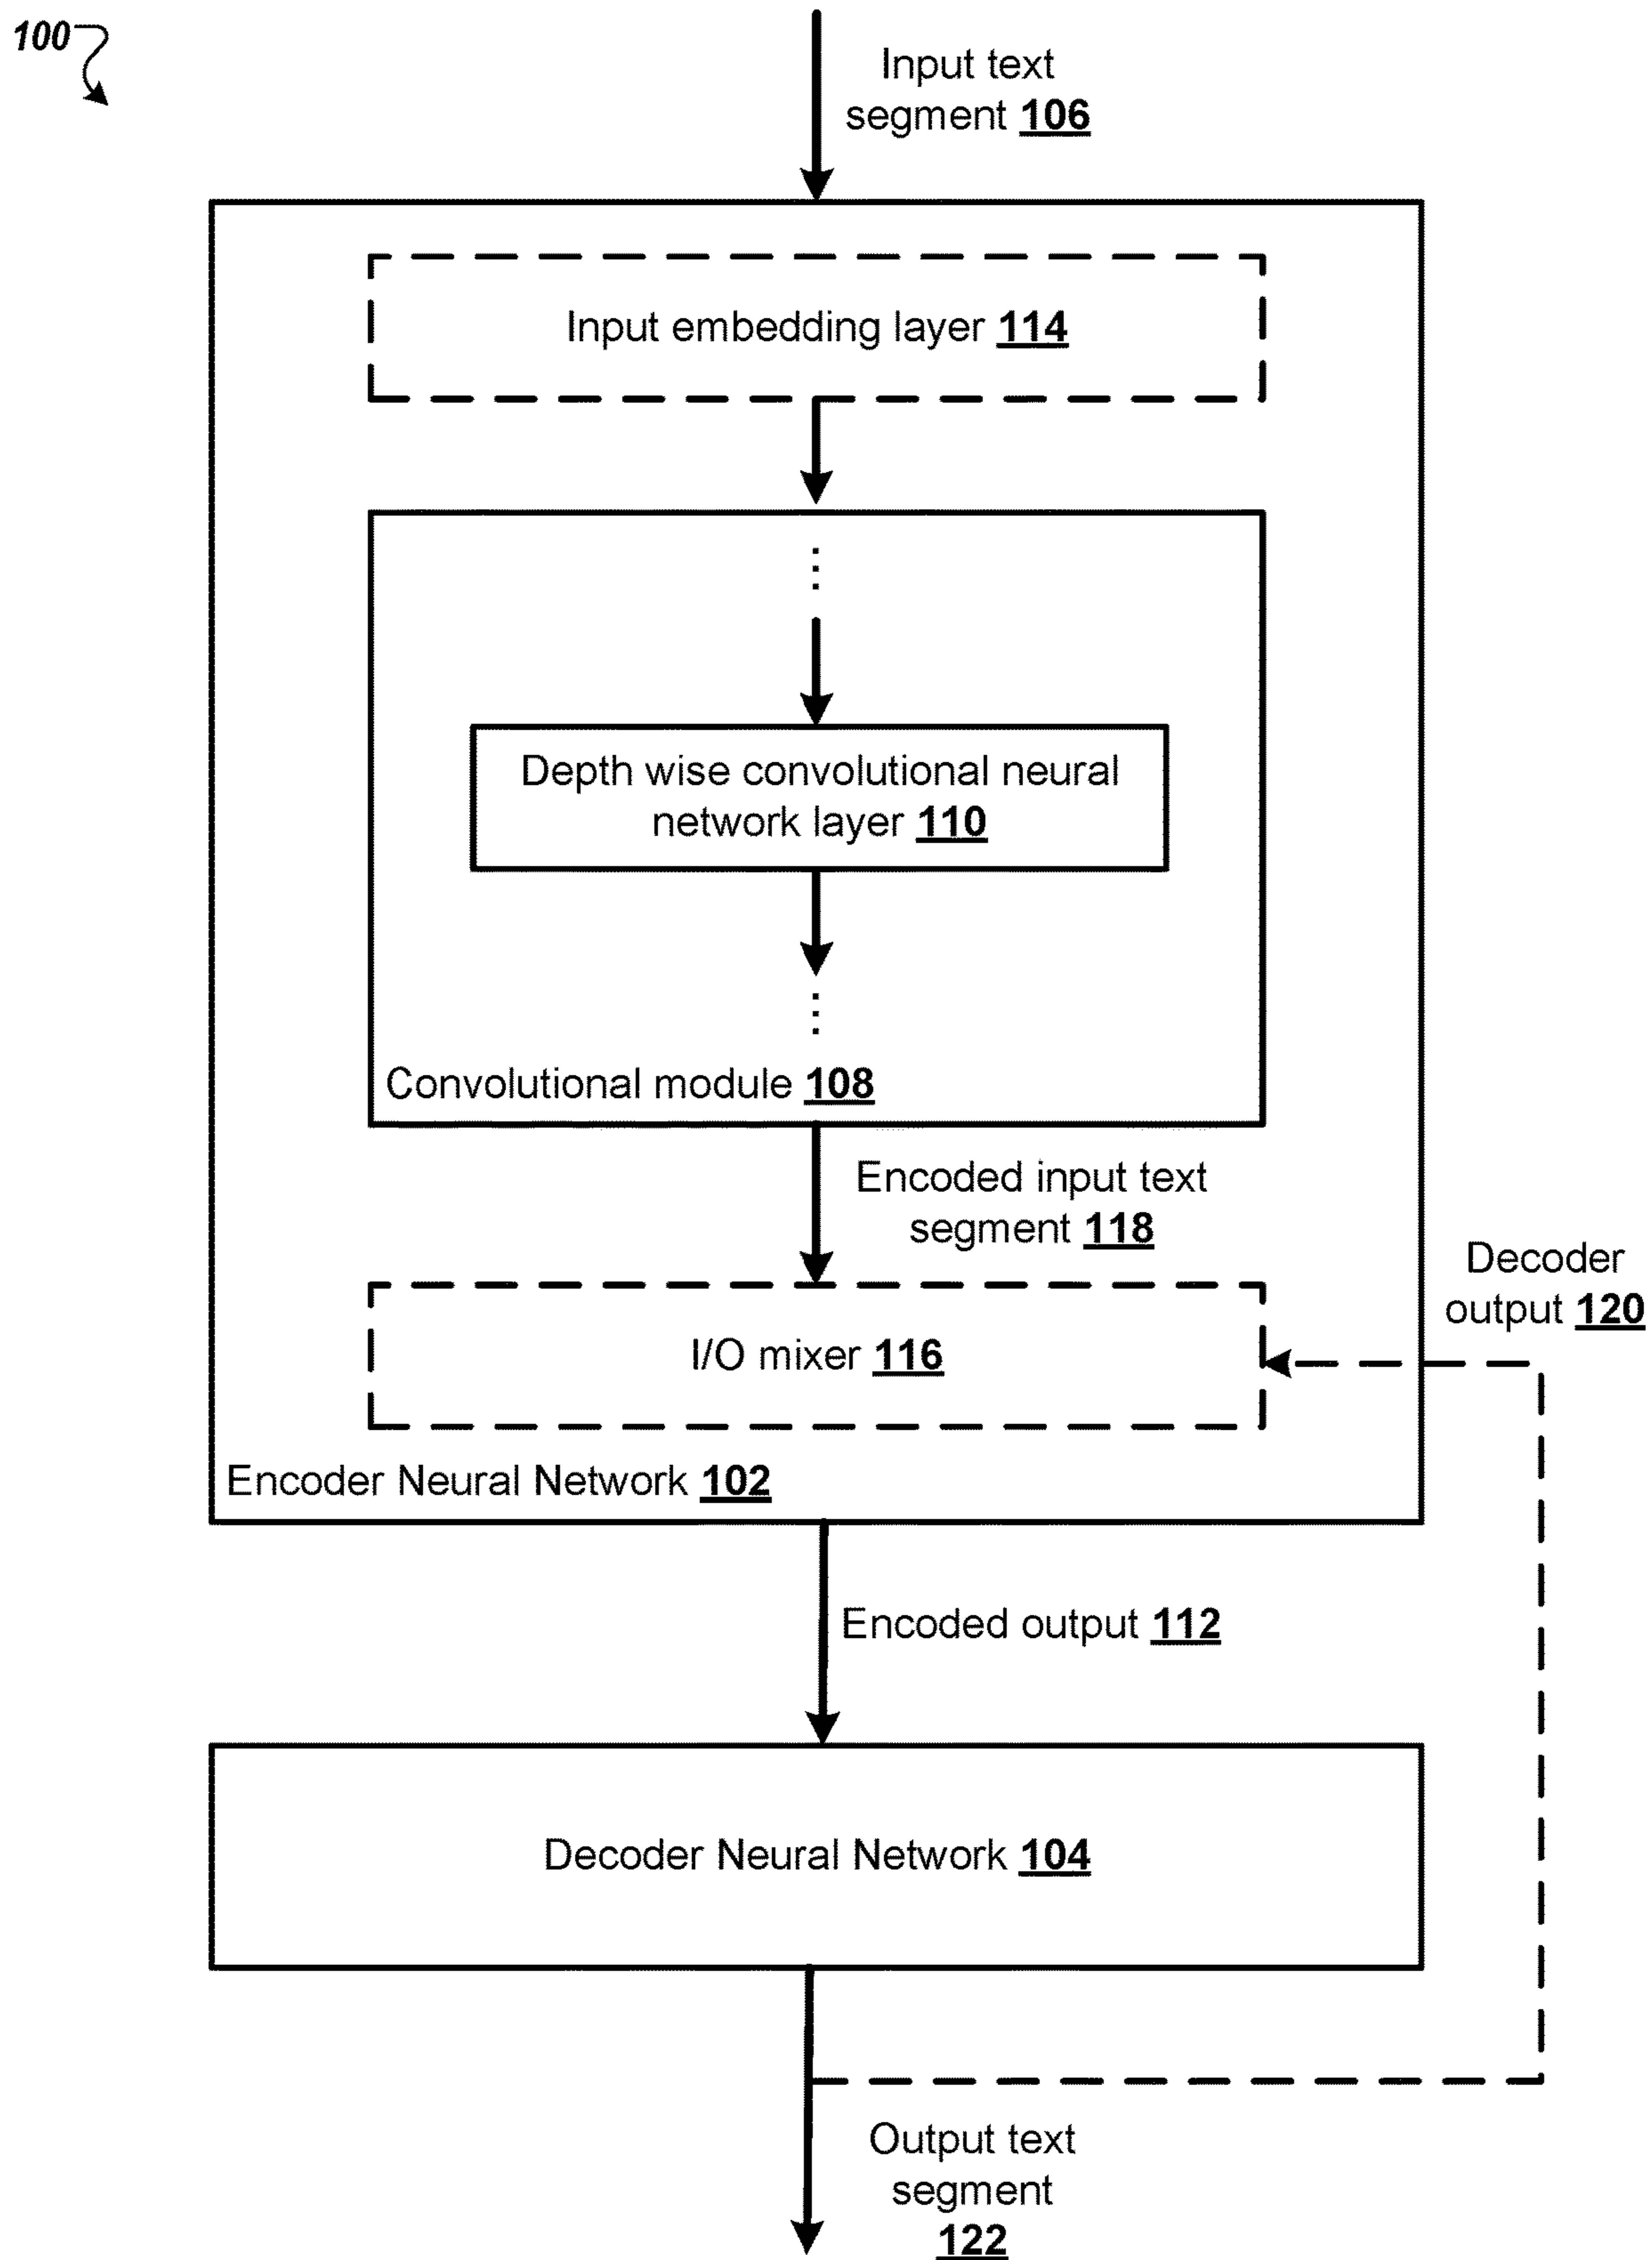 100
Input text
segment 106
Input embedding layer 114
Depth wise convolutional neural
network layer 110
Convolutional module 108
Encoded input text
segment 118
Decoder
output 120
I/O mixer 116
Encoder Neural Network 102
Encoded output 112
Decoder Neural Network 104
Output text
segment
122